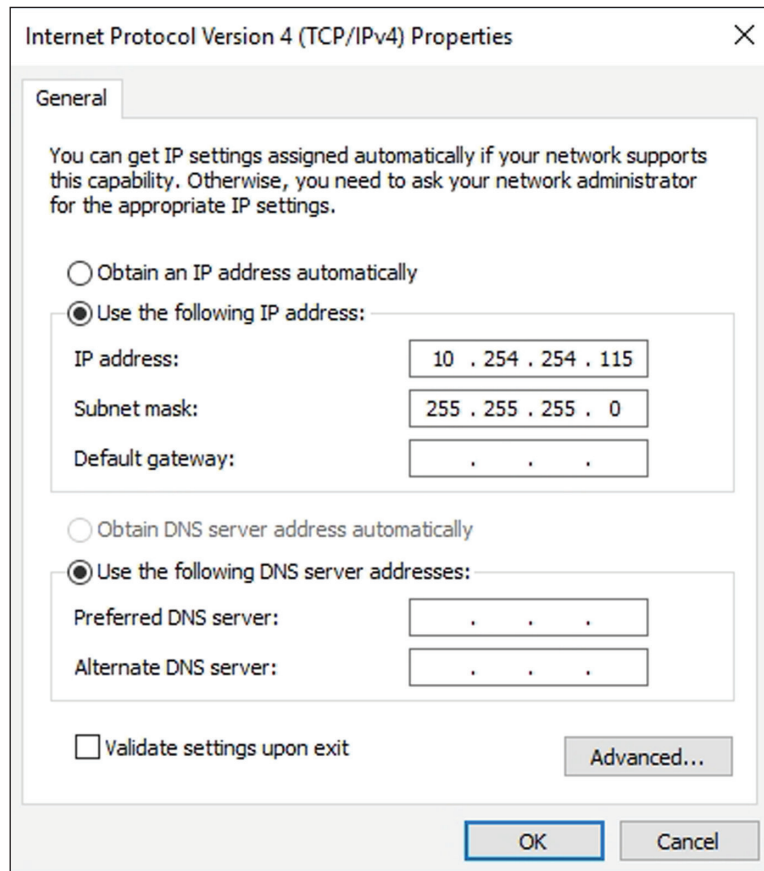 Internet Protocol Version 4 (TCP/IPv4) Properties
General
You can get IP settings assigned automatically if your network supports
this capability. Otherwise, you need to ask your network administrator
for the appropriate IP settings.
Obtain an IP address automatically
Use the following IP address:
IP address: 10 . 254 . 254 . 115
Subnet mask: 255 . 255 . 255 . 0
Default gateway: . . .
Obtain DNS server address automatically
Use the following DNS server addresses:
Preferred DNS server: . . .
Alternate DNS server: . . .
Validate settings upon exit
Advanced...
OK Cancel